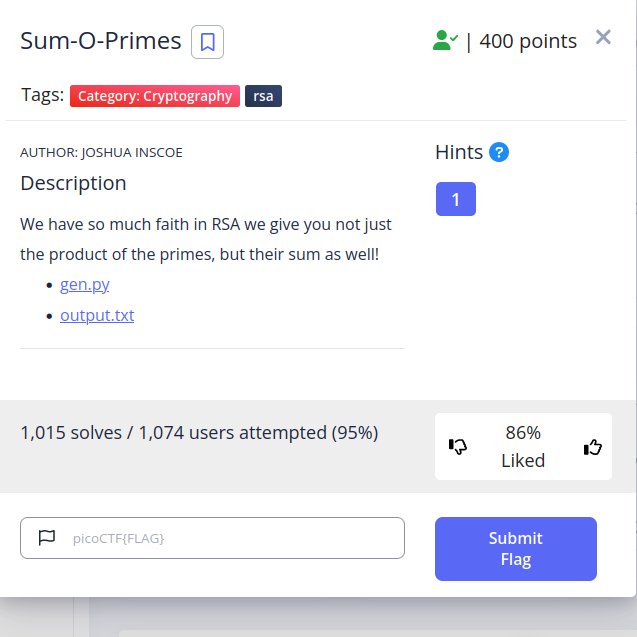 Sum-O-Primes
| 400 points
Tags: Category: Cryptography rsa
AUTHOR: JOSHUA INSCOE
Hints ?
Description
1
We have so much faith in RSA we give you not just
the product of the primes, but their sum as well!
• gen.py
• output.txt
1,015 solves / 1,074 users attempted (95%)
86%
Liked
picoCTF{FLAG}
Submit
Flag